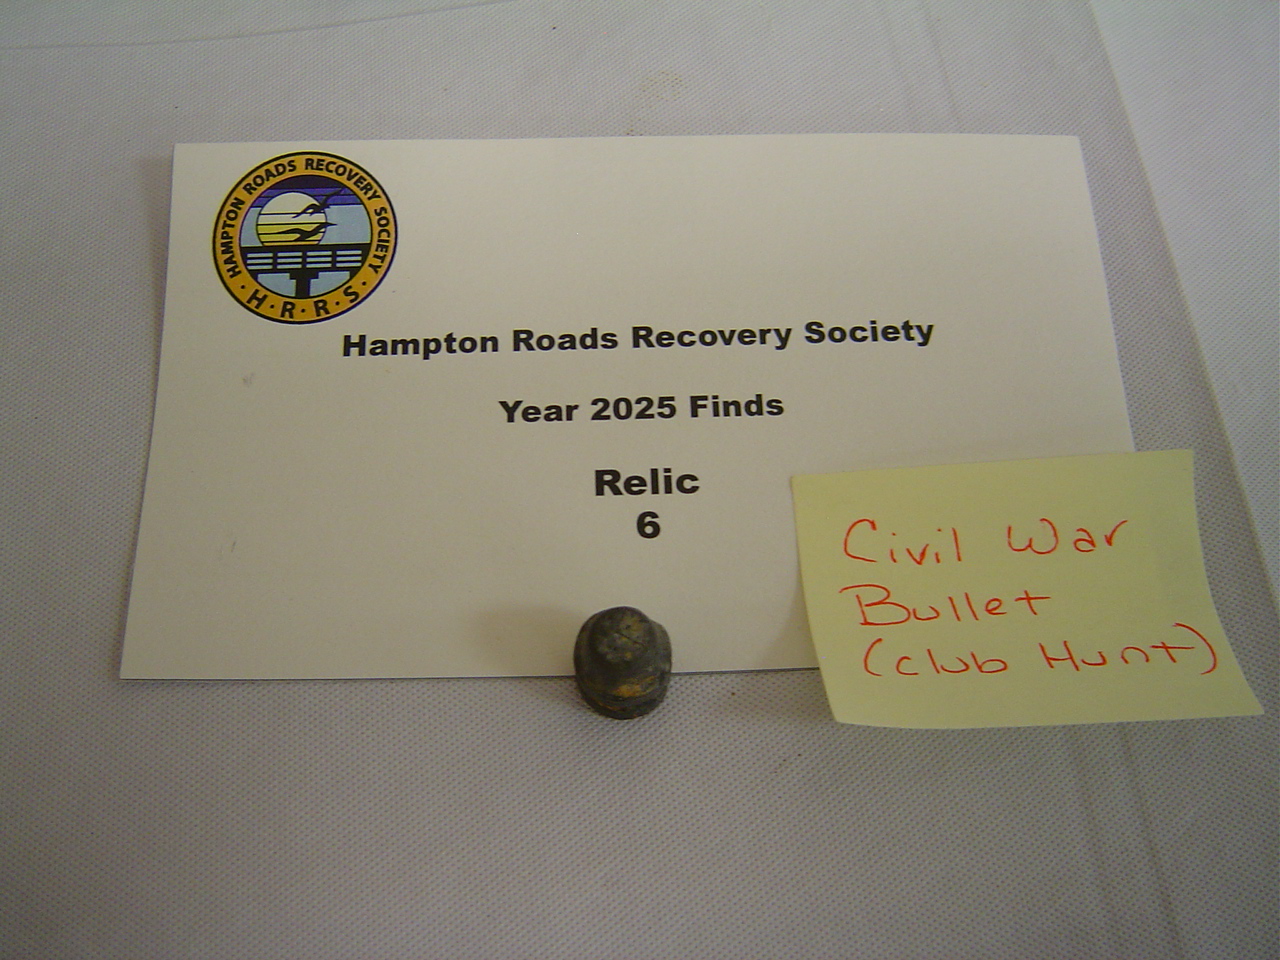 HAMPTON ROADS RECOVERY SOCIETY
· H · R · R · S ·
Hampton Roads Recovery Society
Year 2025 Finds
Relic
6
Civil War
Bullet
(club Hunt)